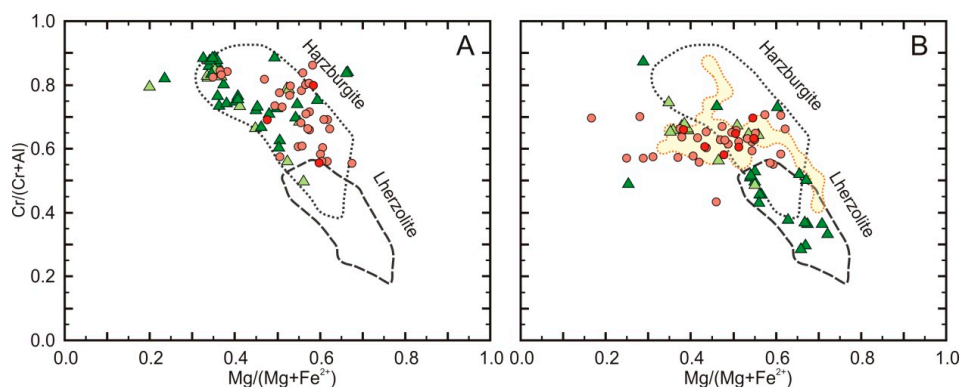 A
B
Harzburgite
Harzburgite
Lherzolite
Lherzolite
Cr/(Cr+Al)
1.0
0.8
0.6
0.4
0.2
0.0
0.0 0.2 0.4 0.6 0.8 1.0
0.0 0.2 0.4 0.6 0.8 1.0
Mg/(Mg+Fe²⁺)
Mg/(Mg+Fe²⁺)